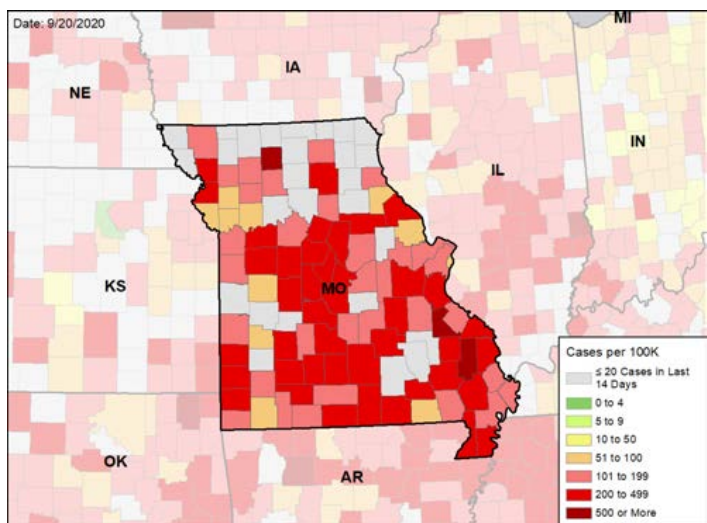 Date: 9/20/2020
MI
IA
NE
IL
IN
KS
MO
OK
AR
Cases per 100K
≤ 20 Cases in Last
14 Days
0 to 4
5 to 9
10 to 50
51 to 100
101 to 199
200 to 499
500 or More